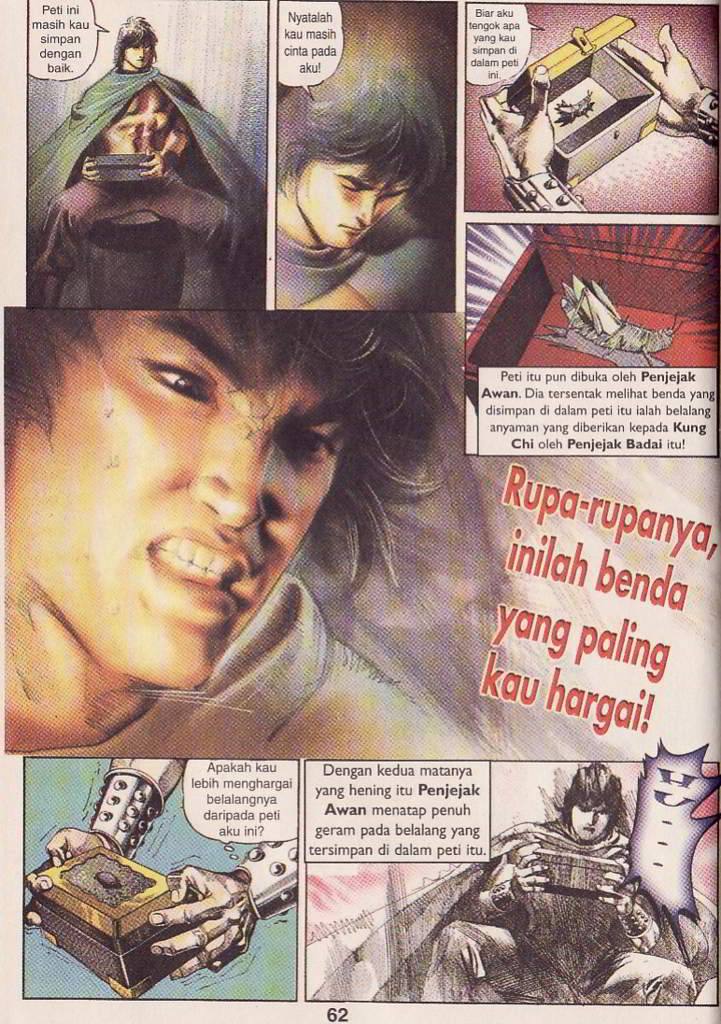 Peti ini
masih kau
simpan
dengan
baik.
Nyatalah
kau masih
cinta pada
aku!
Biar aku
tengok apa
yang kau
simpan di
dalam peti
ini.
Peti itu pun dibuka oleh Penjejak
Awan. Dia tersentak melihat benda yang
disimpan di dalam peti itu ialah belalang
anyaman yang diberikan kepada Kung
Chi oleh Penjejak Badai itu!
Rupa-rupanya,
inilah benda
yang paling
kau hargai!
Apakah kau
lebih menghargai
belalangnya
daripada peti
aku ini?
Dengan kedua matanya
yang hening itu Penjejak
Awan menatap penuh
geram pada belalang yang
tersimpan di dalam peti itu.
62